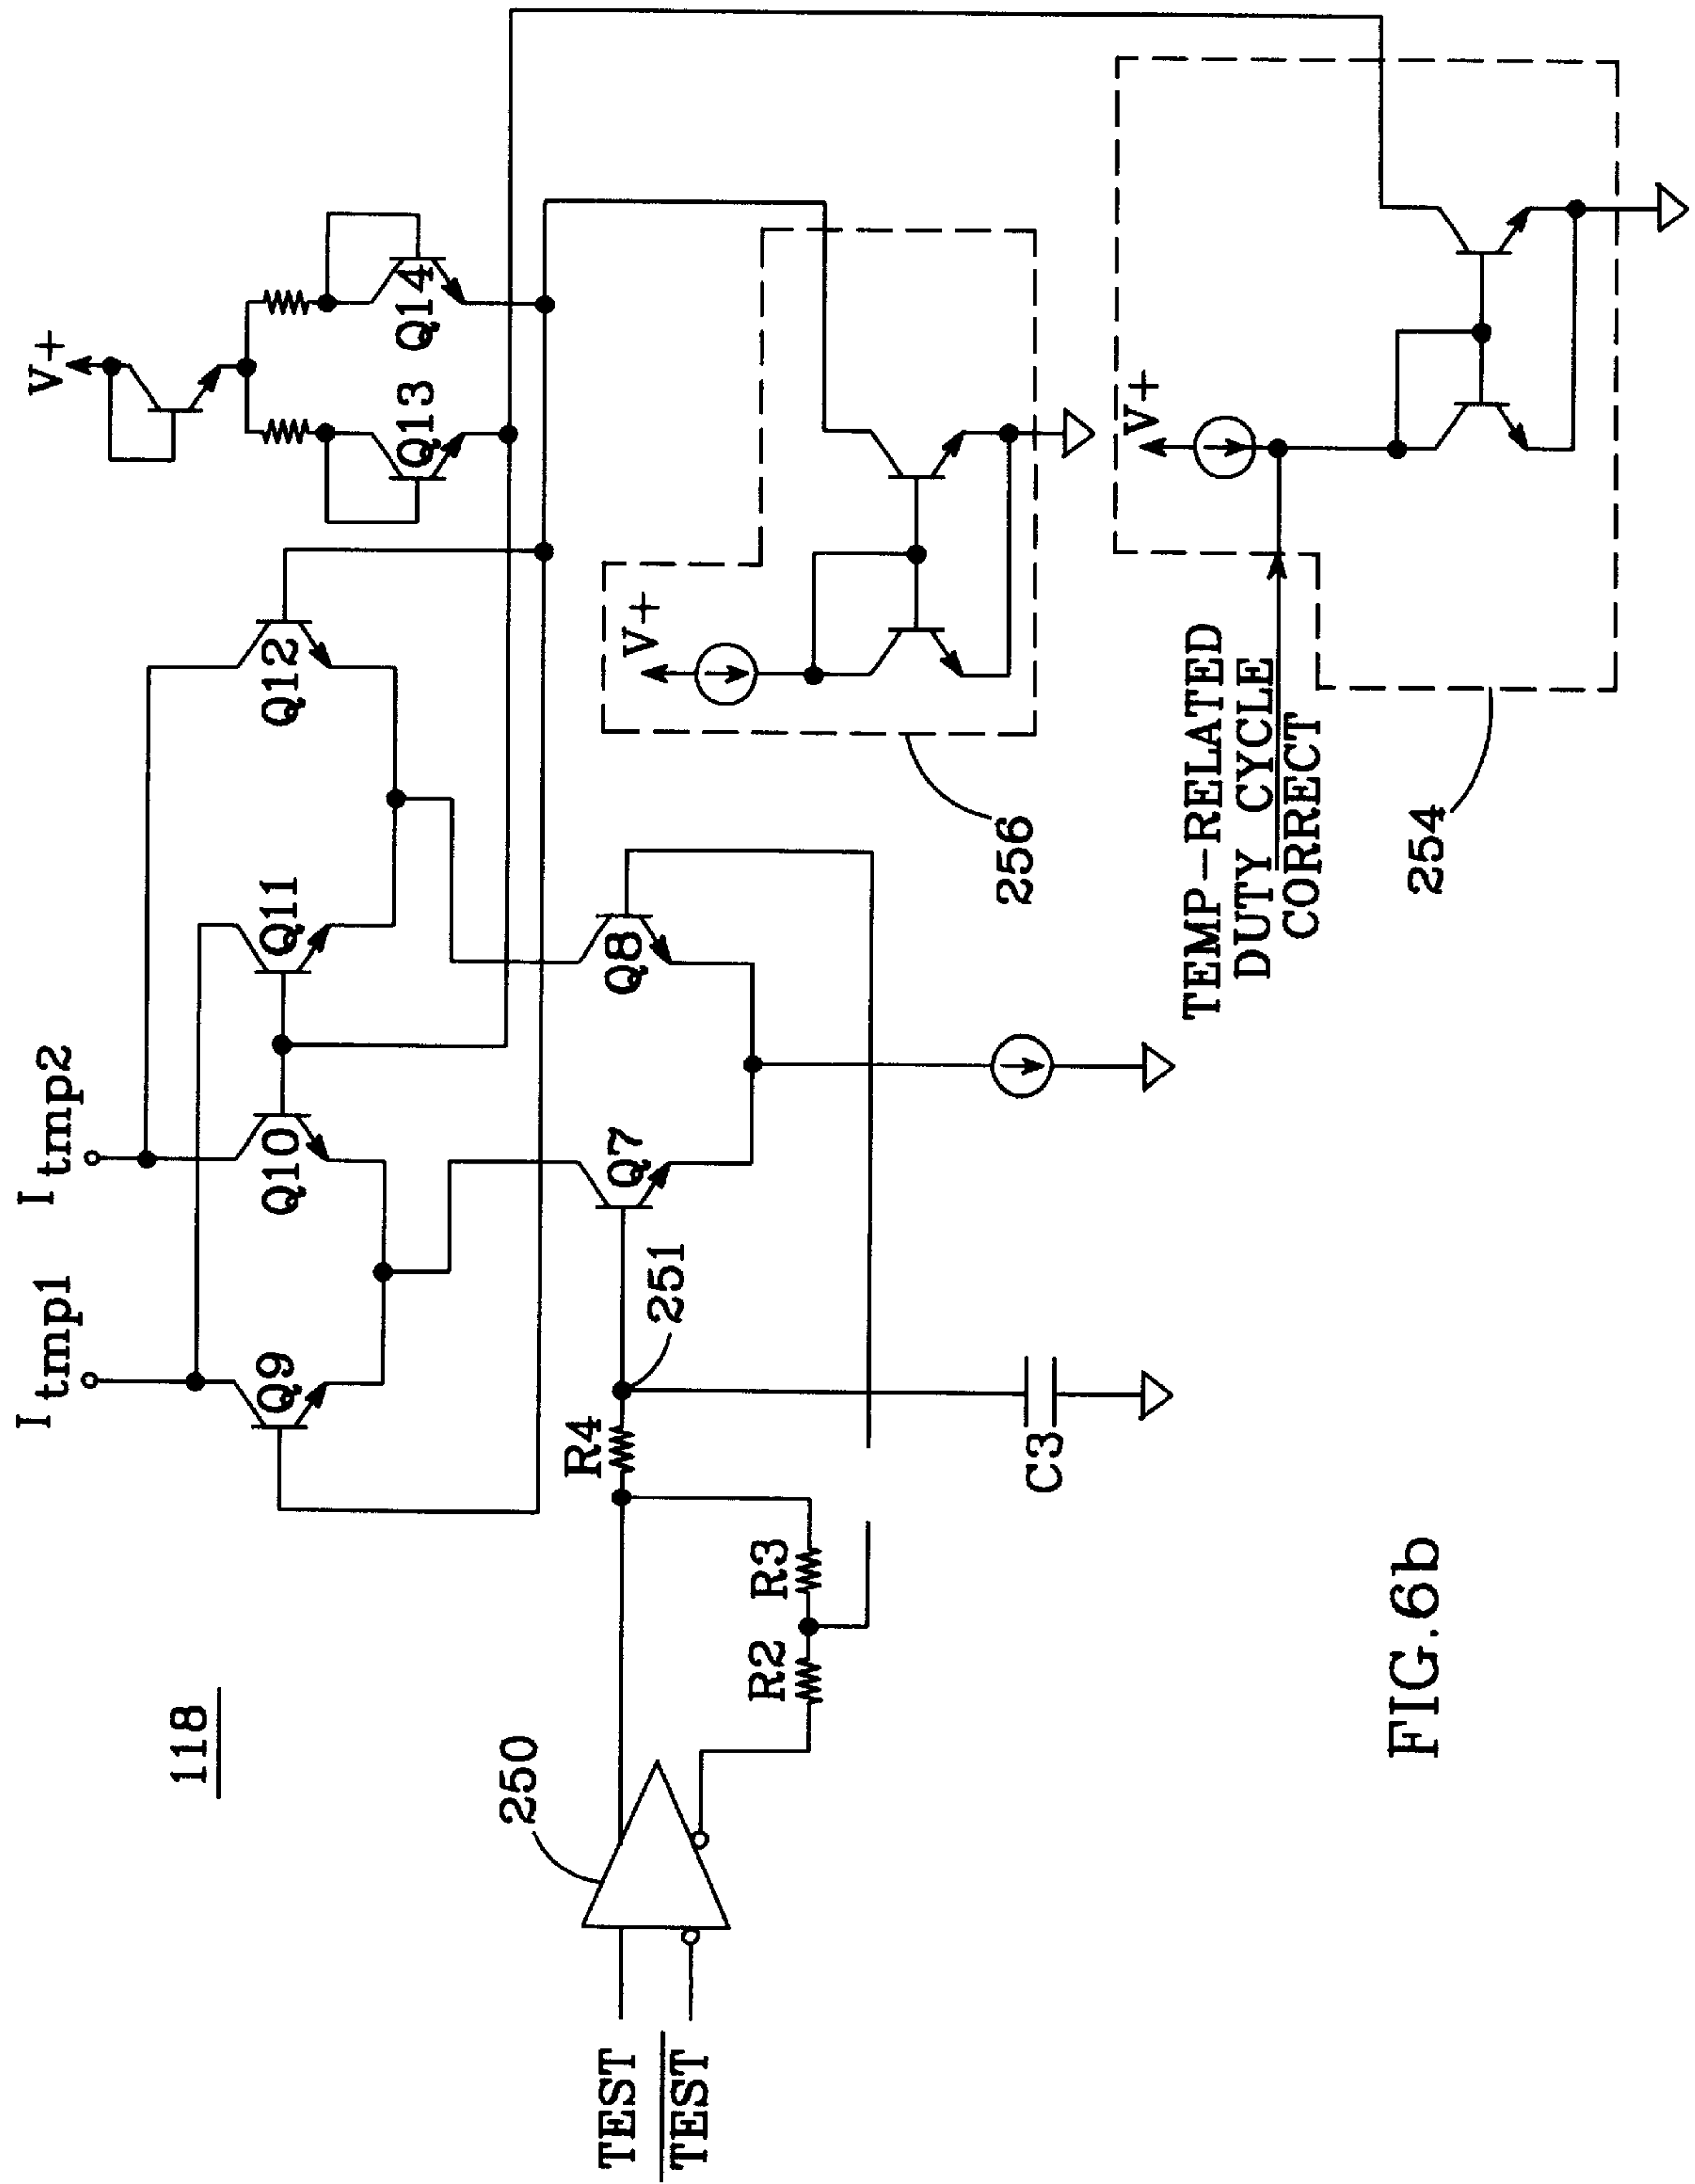 118
I tmp1
I tmp2
V+
Q9
Q10
Q11
Q12
Q13
Q14
250
R4
251
Q7
Q8
R2
R3
C3
TEST
TEST
256
V+
V+
TEMP-RELATED
DUTY CYCLE
CORRECT
254
FIG.6b